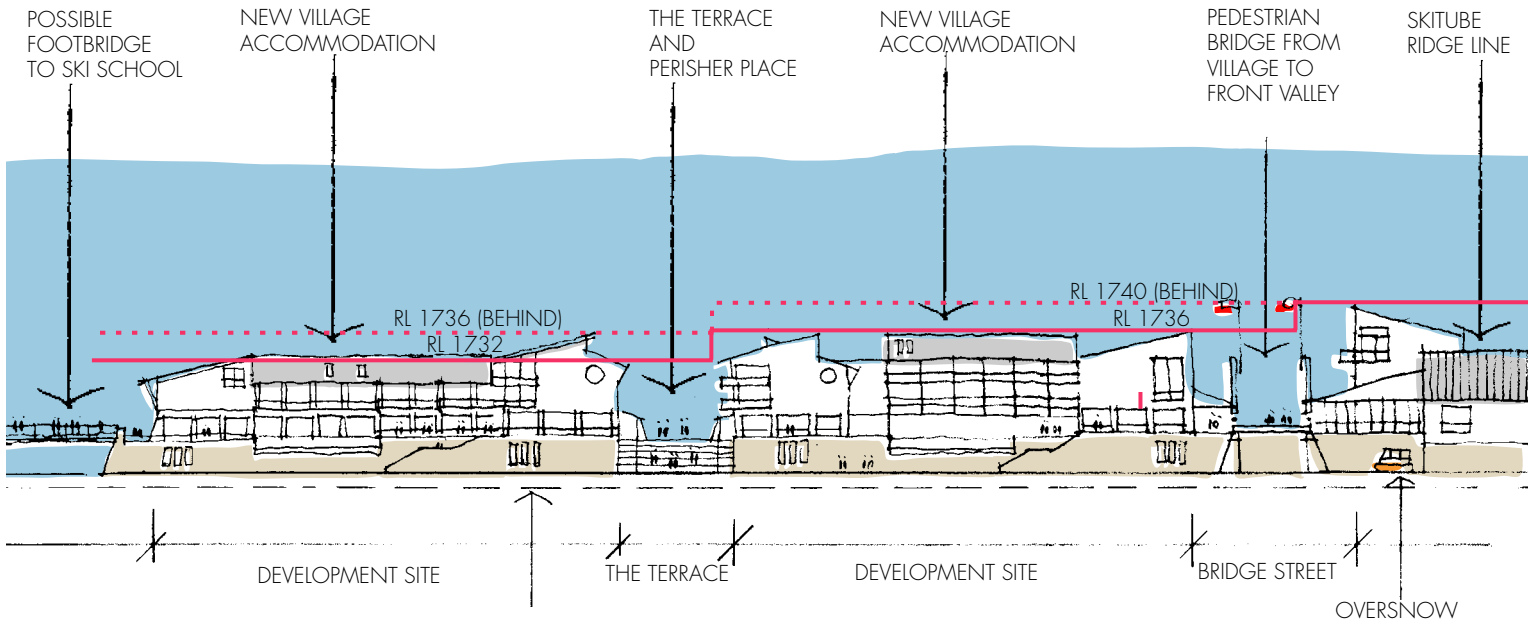 POSSIBLE
FOOTBRIDGE
TO SKI SCHOOL
NEW VILLAGE
ACCOMMODATION
THE TERRACE
AND
PERISHER PLACE
NEW VILLAGE
ACCOMMODATION
PEDESTRIAN
BRIDGE FROM
VILLAGE TO
FRONT VALLEY
SKITUBE
RIDGE LINE
RL 1736 (BEHIND)
RL 1732
RL 1740 (BEHIND)
RL 1736
DEVELOPMENT SITE
THE TERRACE
DEVELOPMENT SITE
BRIDGE STREET
OVERSNOW